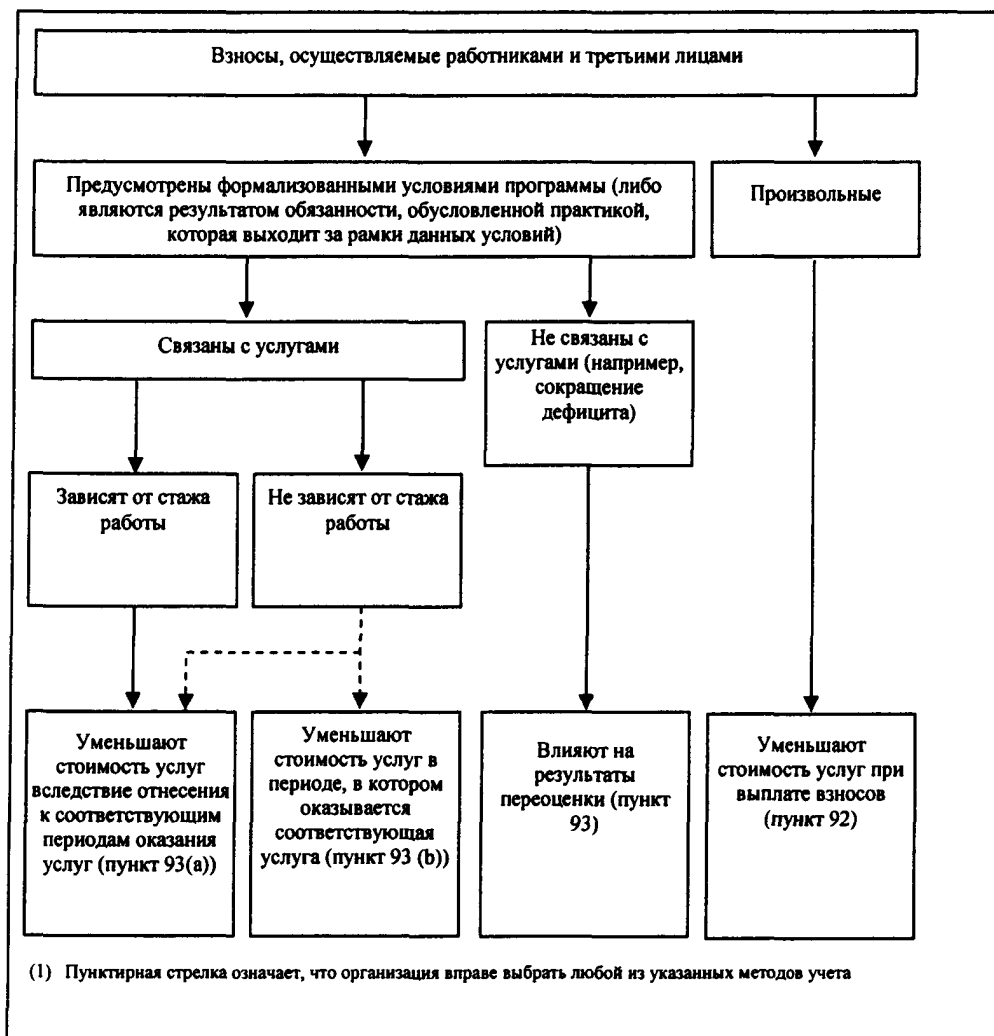 Взносы, осуществляемые работниками и третьими лицами
Предусмотрены формализованными условиями программы (либо
являются результатом обязанности, обусловленной практикой,
которая выходит за рамки данных условий)
Произвольные
Связаны с услугами
Не связаны с
услугами (например,
сокращение
дефицита)
Зависят от стажа
работы
Не зависят от стажа
работы
Уменьшают
стоимость услуг
вследствие отнесения
к соответствующим
периодам оказания
услуг (пункт 93(a))
Уменьшают
стоимость услуг в
периоде, в котором
оказывается
соответствующая
услуга (пункт 93 (b))
Влияют на
результаты
переоценки (пункт
93)
Уменьшают
стоимость услуг при
выплате взносов
(пункт 92)
(1) Пунктирная стрелка означает, что организация вправе выбрать любой из указанных методов учета